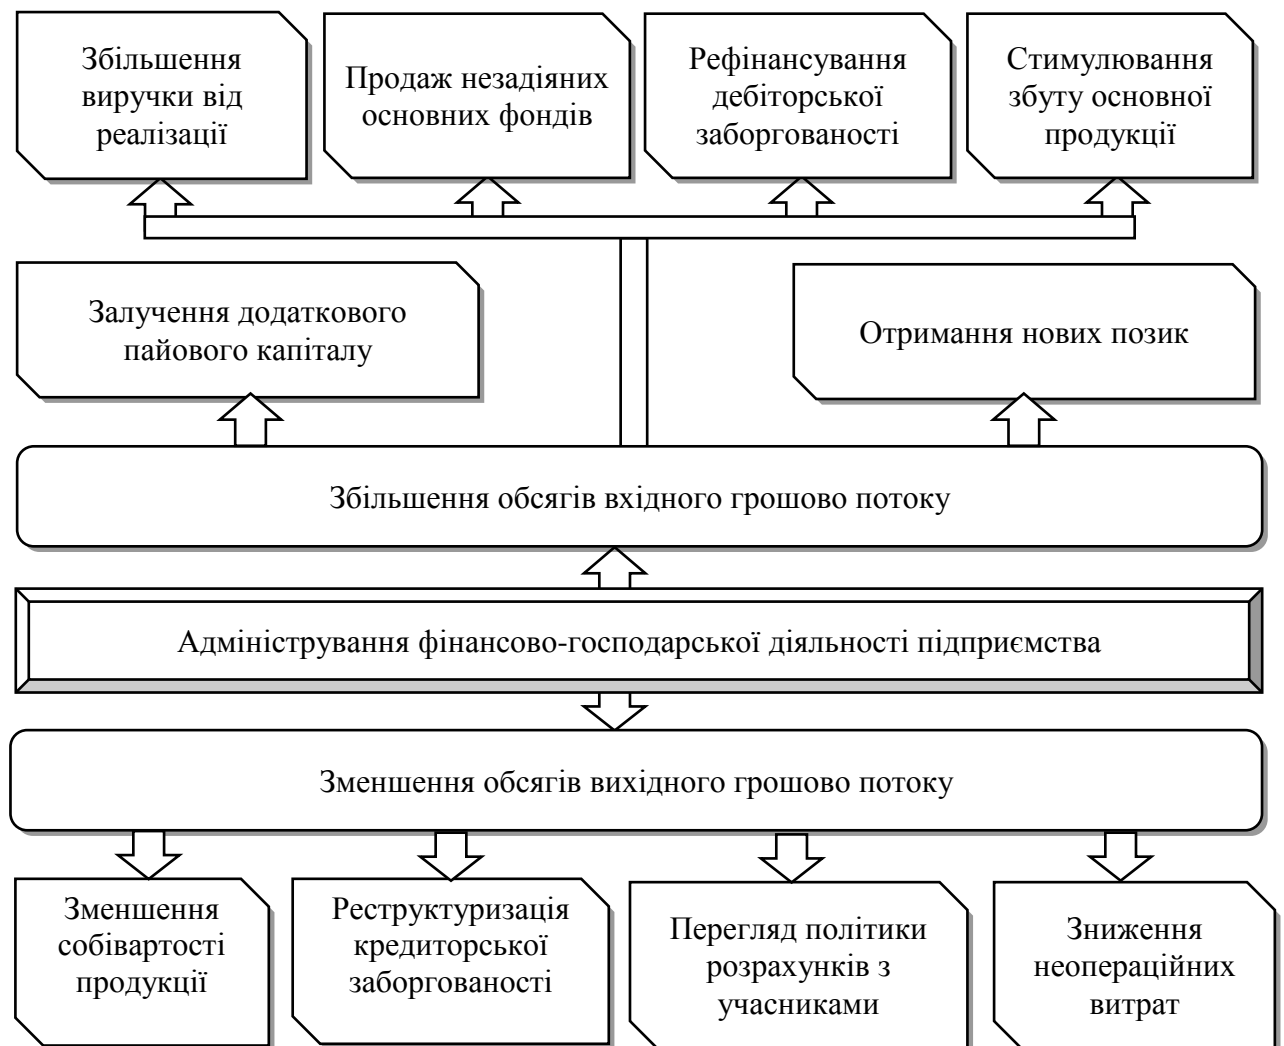 Збільшення
виручки від
реалізації
Продаж незадіяних
основних фондів
Рефінансування
дебіторської
заборгованості
Стимулювання
збуту основної
продукції
Залучення додаткового
пайового капіталу
Отримання нових позик
Збільшення обсягів вхідного грошово потоку
Адміністрування фінансово-господарської діяльності підприємства
Зменшення обсягів вихідного грошово потоку
Зменшення
собівартості
продукції
Реструктуризація
кредиторської
заборгованості
Перегляд політики
розрахунків з
учасниками
Зниження
неопераційних
витрат